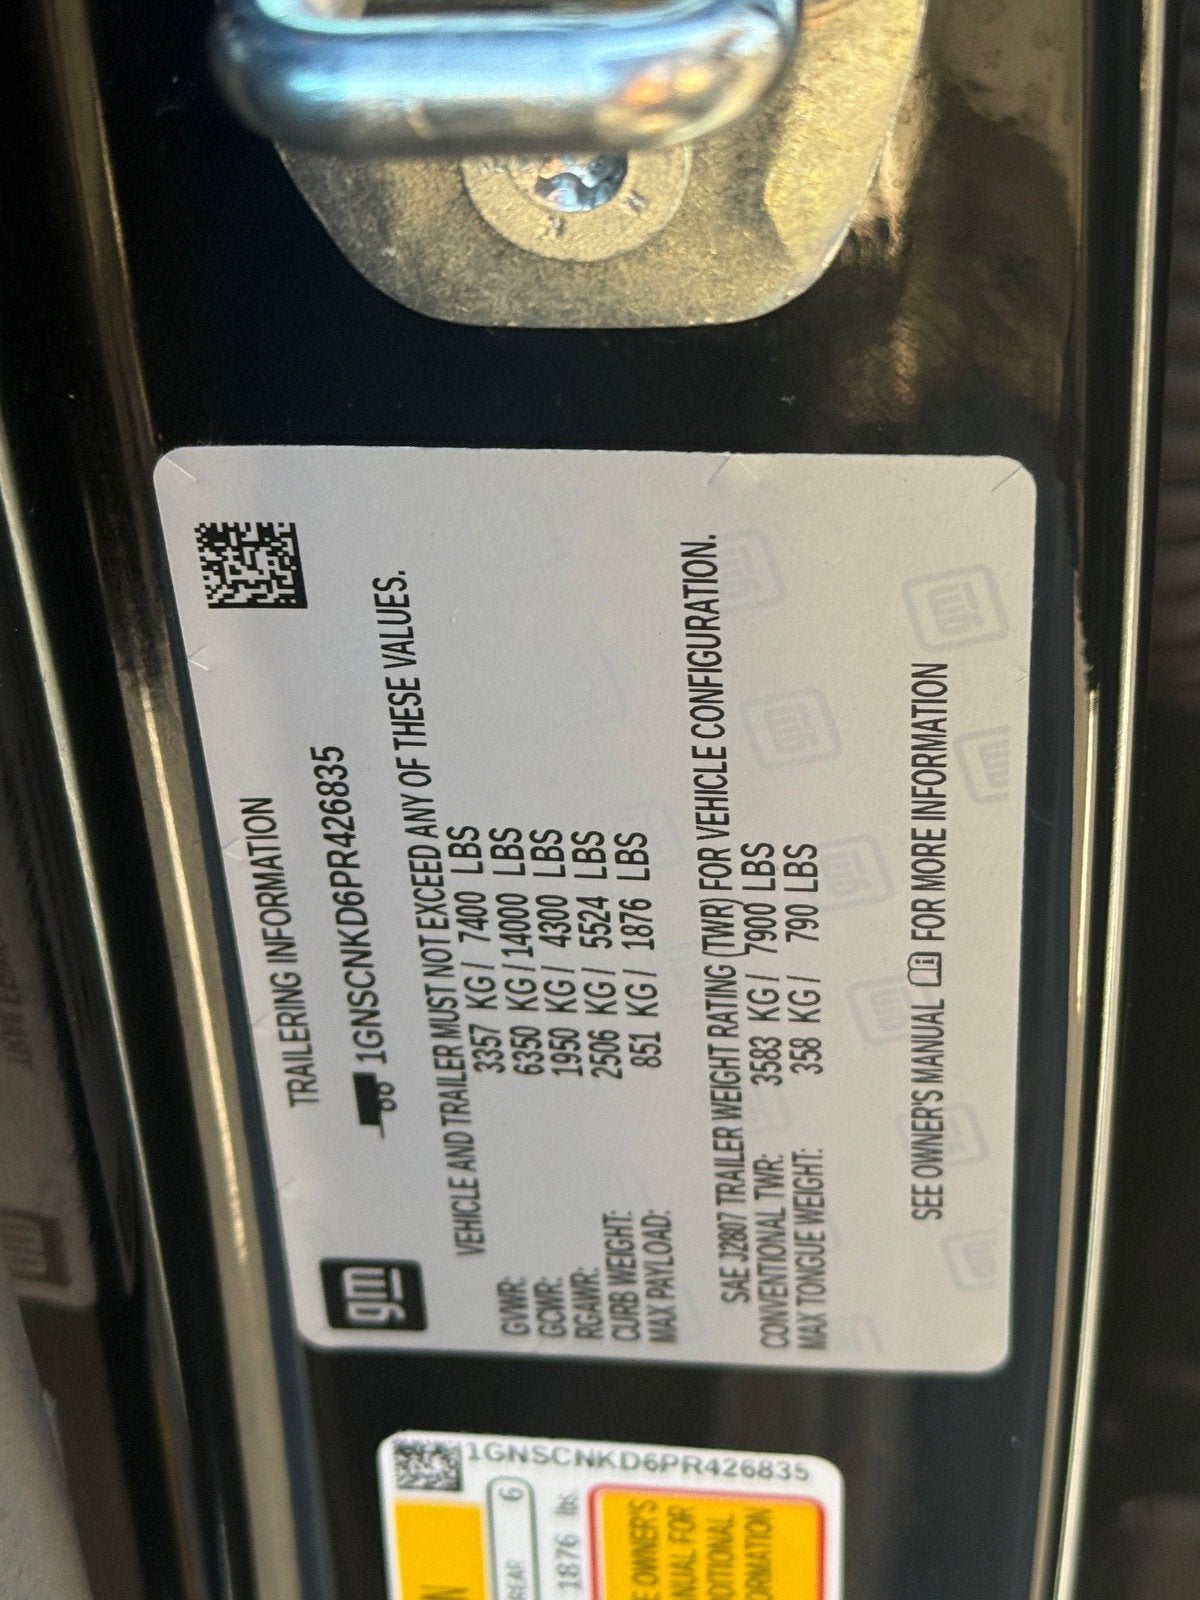 TRAILERING INFORMATION
gm
1GNSCNKD6PR426835
VEHICLE AND TRAILER MUST NOT EXCEED ANY OF THESE VALUES.
GVWR: 3357 KG / 7400 LBS
GCWR: 6350 KG / 14000 LBS
RGAWR: 1950 KG / 4300 LBS
CURB WEIGHT: 2506 KG / 5524 LBS
MAX PAYLOAD: 851 KG / 1876 LBS
SAE J2807 TRAILER WEIGHT RATING (TWR) FOR VEHICLE CONFIGURATION.
CONVENTIONAL TWR: 3583 KG / 7900 LBS
MAX TONGUE WEIGHT: 358 KG / 790 LBS
SEE OWNER'S MANUAL FOR MORE INFORMATION
1GNSCNKD6PR426835
REAR 6
1876 lbs